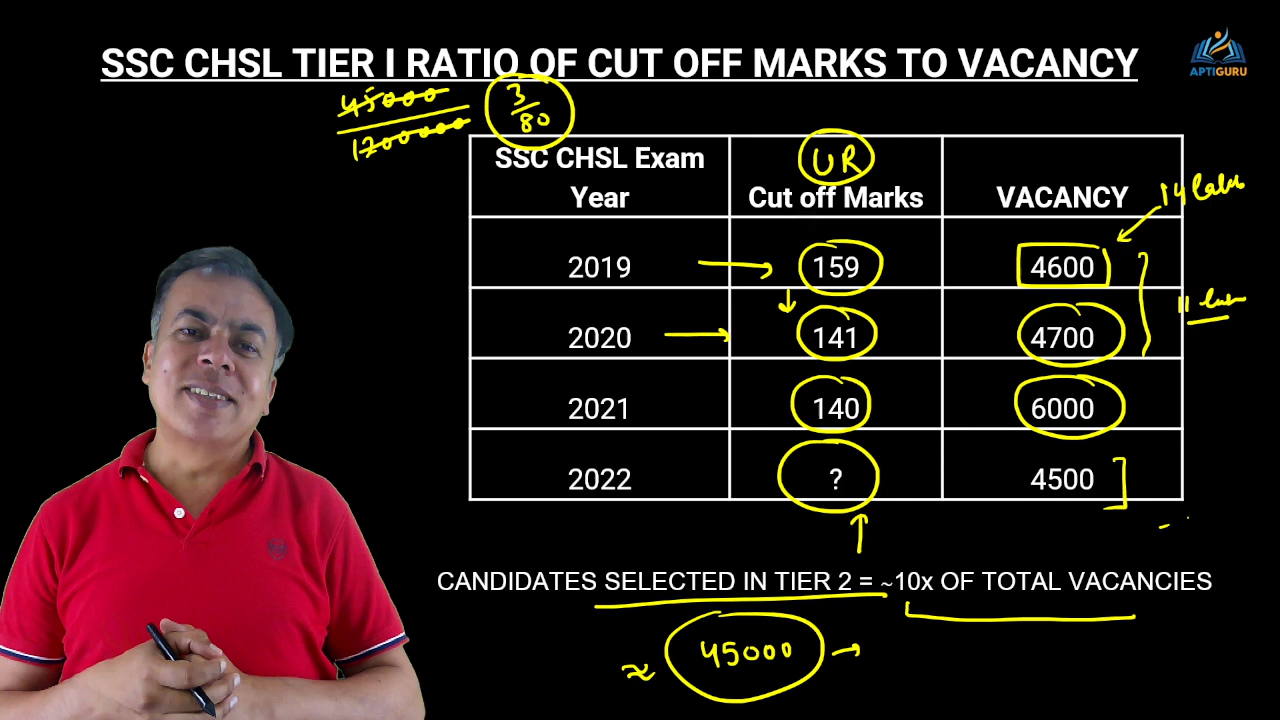 SSC CHSL TIER I RATIO OF CUT OFF MARKS TO VACANCY
APTIGURU
45000
1200000
3
80
SSC CHSL Exam Year
UR
Cut off Marks
VACANCY
14 lakh
2019
159
4600
2020
141
4700
2021
140
6000
2022
?
4500
CANDIDATES SELECTED IN TIER 2 = ~10x OF TOTAL VACANCIES
≈ 45000